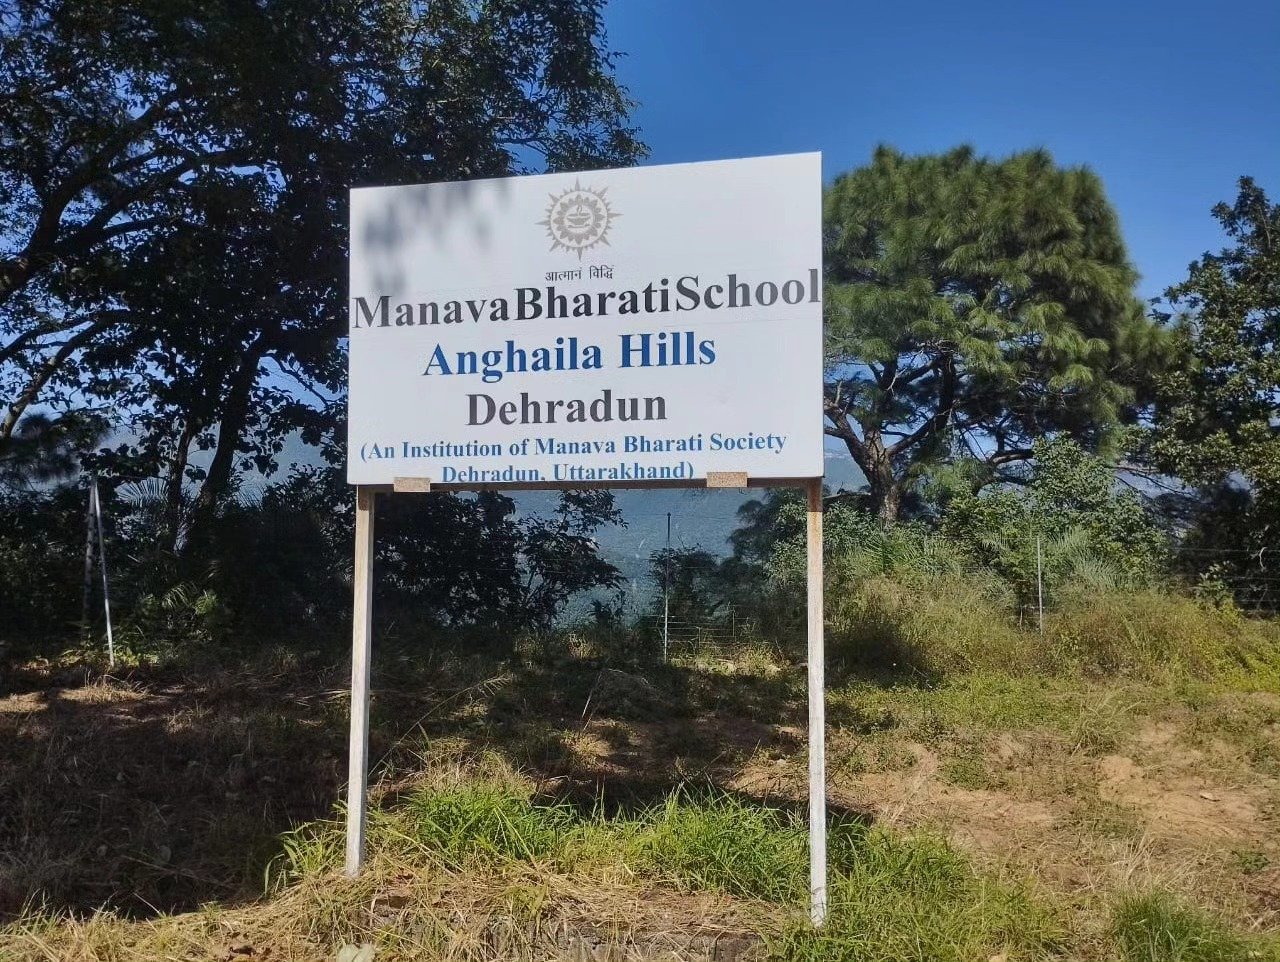 आत्मानं विद्धिं
ManavaBharatiSchool
Anghaila Hills
Dehradun
(An Institution of Manava Bharati Society
Dehradun, Uttarakhand)